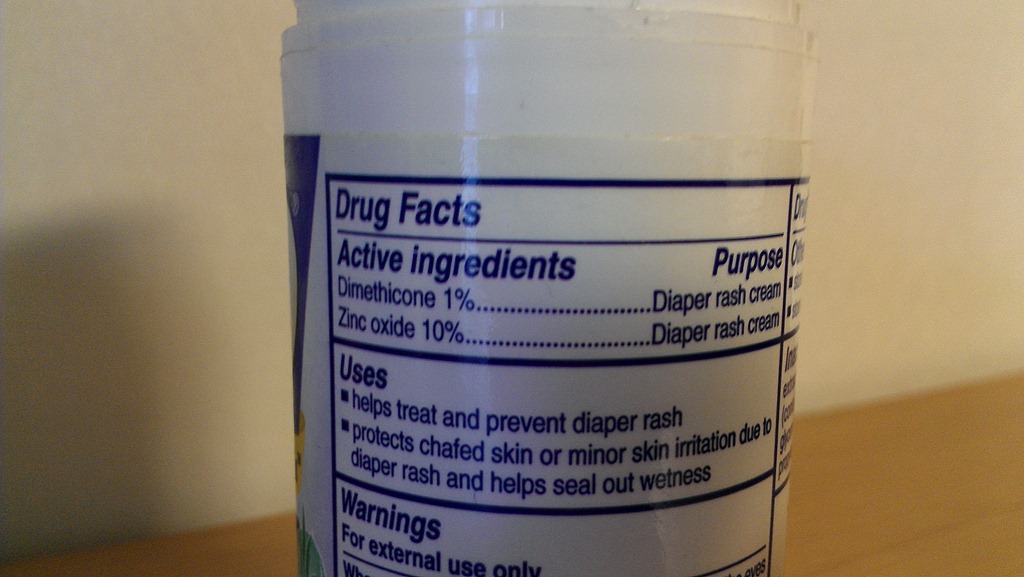 Drug Facts
Active ingredients Purpose
Dimethicone 1%............................Diaper rash cream
Zinc oxide 10%.............................Diaper rash cream
Uses
▪ helps treat and prevent diaper rash
▪ protects chafed skin or minor skin irritation due to
diaper rash and helps seal out wetness
Warnings
For external use only
eyes